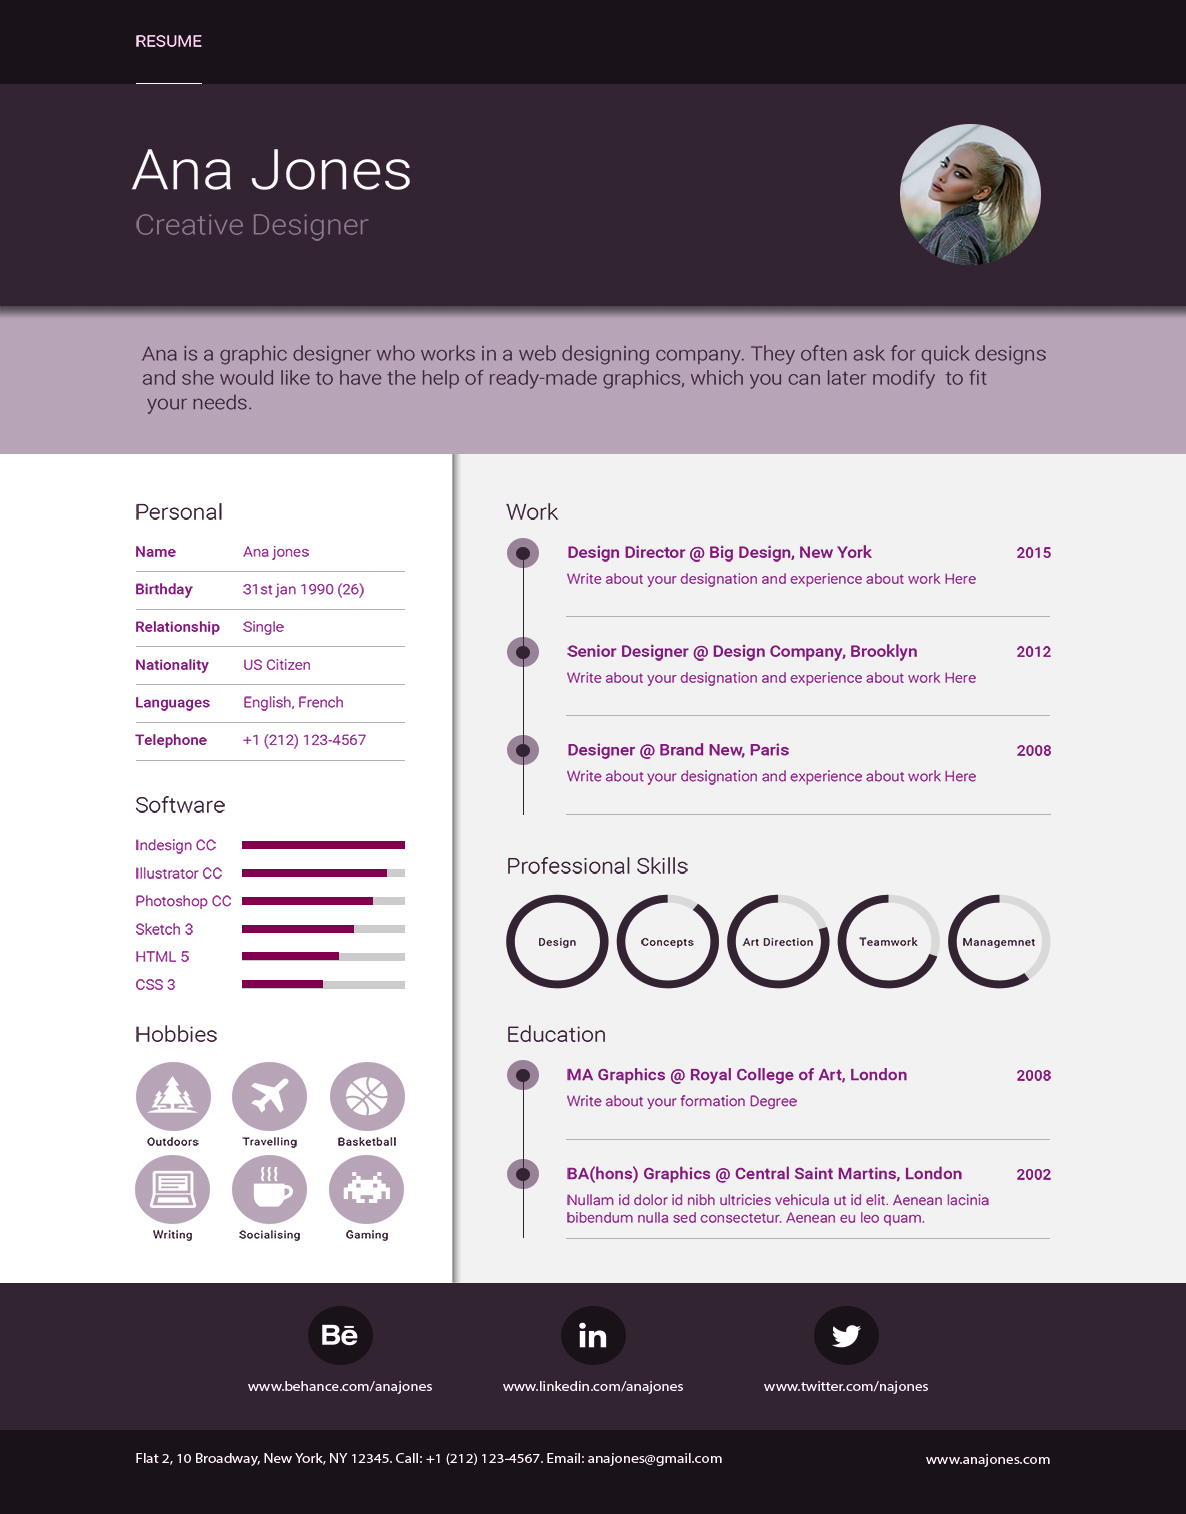 RESUME
Ana Jones
Creative Designer
Ana is a graphic designer who works in a web designing company. They often ask for quick designs
and she would like to have the help of ready-made graphics, which you can later modify to fit
your needs.
Personal
Name Ana jones
Birthday 31st jan 1990 (26)
Relationship Single
Nationality US Citizen
Languages English, French
Telephone +1 (212) 123-4567
Software
Indesign CC
Illustrator CC
Photoshop CC
Sketch 3
HTML 5
CSS 3
Hobbies
Outdoors Travelling Basketball
Writing Socialising Gaming
Work
Design Director @ Big Design, New York 2015
Write about your designation and experience about work Here
Senior Designer @ Design Company, Brooklyn 2012
Write about your designation and experience about work Here
Designer @ Brand New, Paris 2008
Write about your designation and experience about work Here
Professional Skills
Design Concepts Art Direction Teamwork Managemnet
Education
MA Graphics @ Royal College of Art, London 2008
Write about your formation Degree
BA(hons) Graphics @ Central Saint Martins, London 2002
Nullam id dolor id nibh ultricies vehicula ut id elit. Aenean lacinia
bibendum nulla sed consectetur. Aenean eu leo quam.
Bē in
www.behance.com/anajones www.linkedin.com/anajones www.twitter.com/najones
Flat 2, 10 Broadway, New York, NY 12345. Call: +1 (212) 123-4567. Email: anajones@gmail.com www.anajones.com